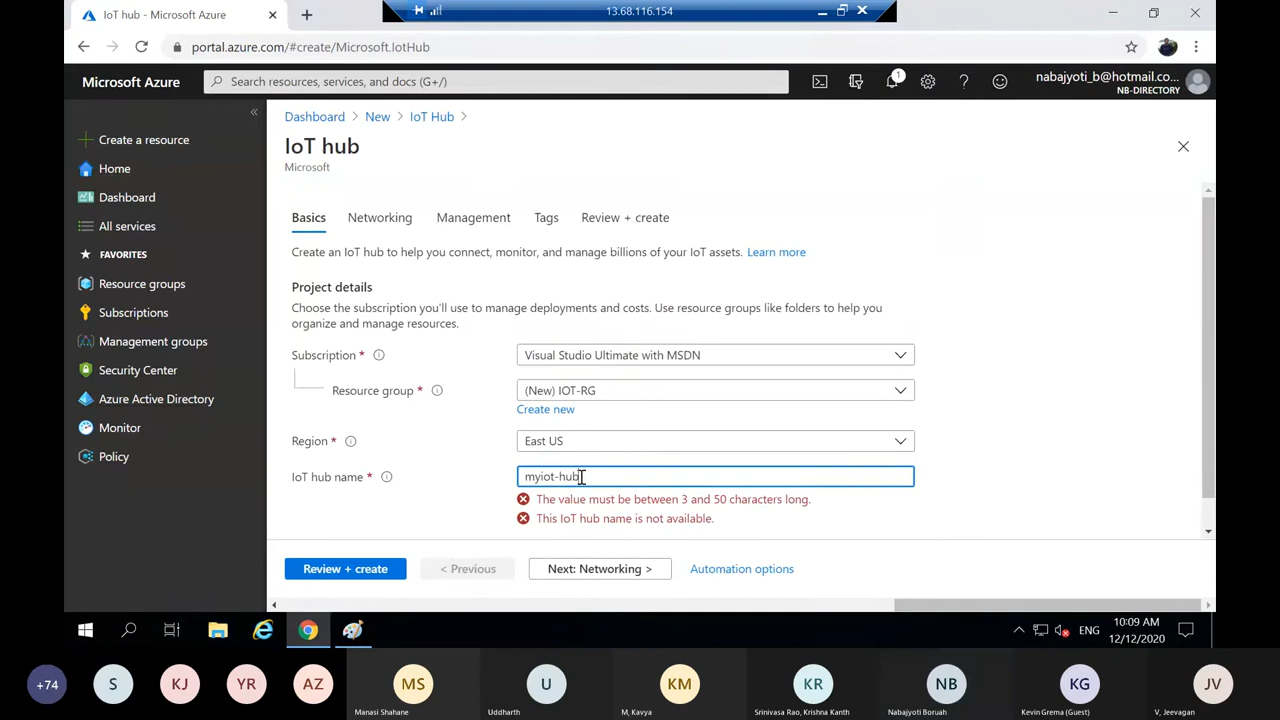 IoT hub - Microsoft Azure
13.68.116.154
portal.azure.com/#create/Microsoft.IotHub
Microsoft Azure
Search resources, services, and docs (G+/)
1
nabajyoti_b@hotmail.co...
NB-DIRECTORY
Create a resource
Home
Dashboard
All services
FAVORITES
Resource groups
Subscriptions
Management groups
Security Center
Azure Active Directory
Monitor
Policy
Dashboard > New > IoT Hub >
IoT hub
Microsoft
Basics Networking Management Tags Review + create
Create an IoT hub to help you connect, monitor, and manage billions of your IoT assets. Learn more
Project details
Choose the subscription you'll use to manage deployments and costs. Use resource groups like folders to help you
organize and manage resources.
Subscription * Visual Studio Ultimate with MSDN
Resource group * (New) IOT-RG
Create new
Region * East US
IoT hub name * myiot-hub
The value must be between 3 and 50 characters long.
This IoT hub name is not available.
Review + create < Previous Next: Networking > Automation options
ENG
10:09 AM
12/12/2020
+74 S KJ YR AZ MS U KM KR NB KG JV
Manasi Shahane Uddharth M, Kavya Srinivasa Rao, Krishna Kanth Nabajyoti Boruah Kevin Grema (Guest) V, Jeevagan